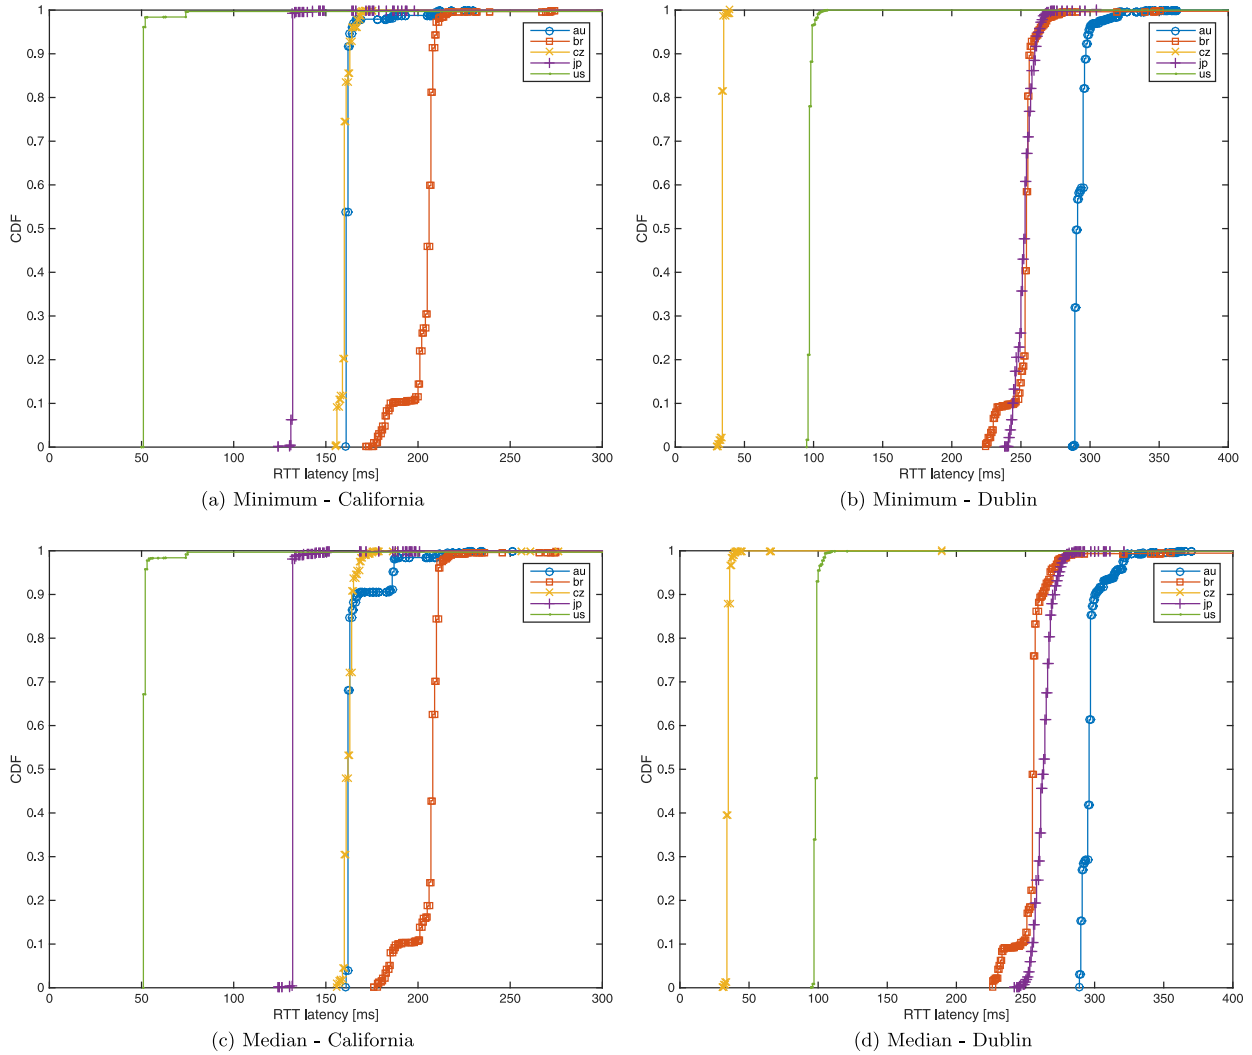 1
0.9
0.8
0.7
0.6
0.5
0.4
0.3
0.2
0.1
0
CDF
0 50 100 150 200 250 300
RTT latency [ms]
au
br
cz
jp
us
(a) Minimum - California
1
0.9
0.8
0.7
0.6
0.5
0.4
0.3
0.2
0.1
0
CDF
0 50 100 150 200 250 300 350 400
RTT latency [ms]
au
br
cz
jp
us
(b) Minimum - Dublin
1
0.9
0.8
0.7
0.6
0.5
0.4
0.3
0.2
0.1
0
CDF
0 50 100 150 200 250 300
RTT latency [ms]
au
br
cz
jp
us
(c) Median - California
1
0.9
0.8
0.7
0.6
0.5
0.4
0.3
0.2
0.1
0
CDF
0 50 100 150 200 250 300 350 400
RTT latency [ms]
au
br
cz
jp
us
(d) Median - Dublin